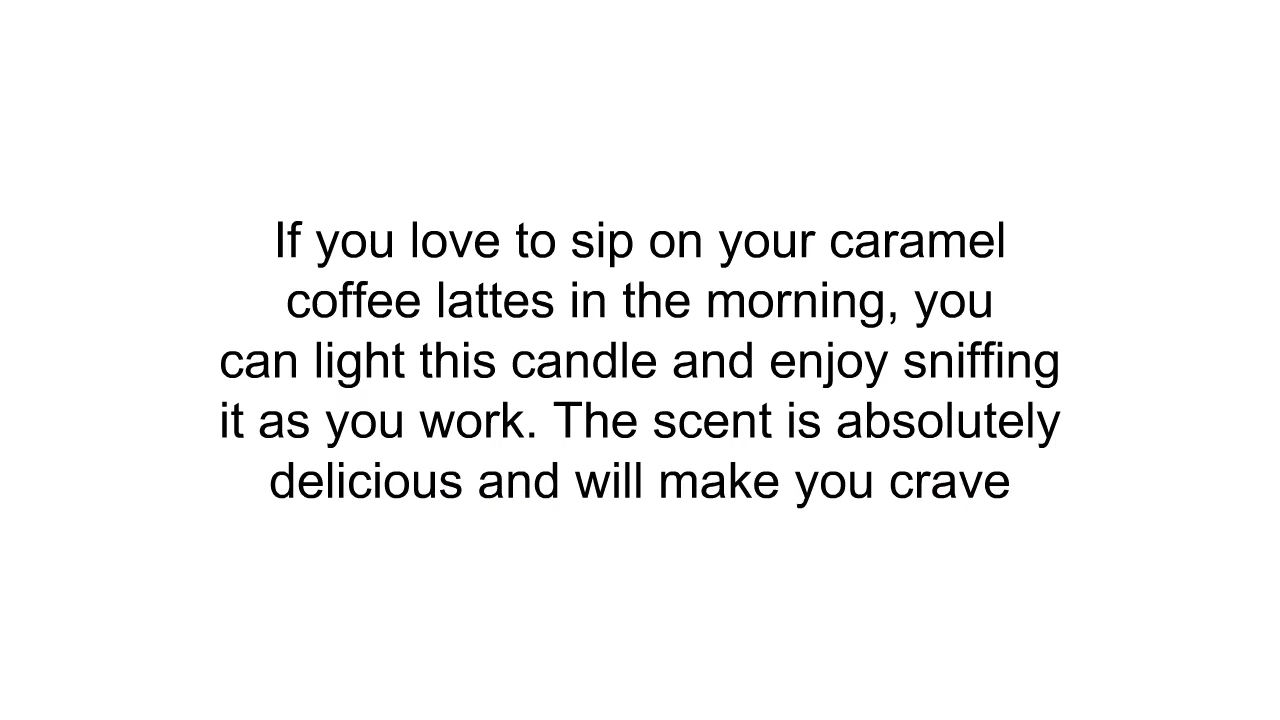 If you love to sip on your caramel
coffee lattes in the morning, you
can light this candle and enjoy sniffing
it as you work. The scent is absolutely
delicious and will make you crave